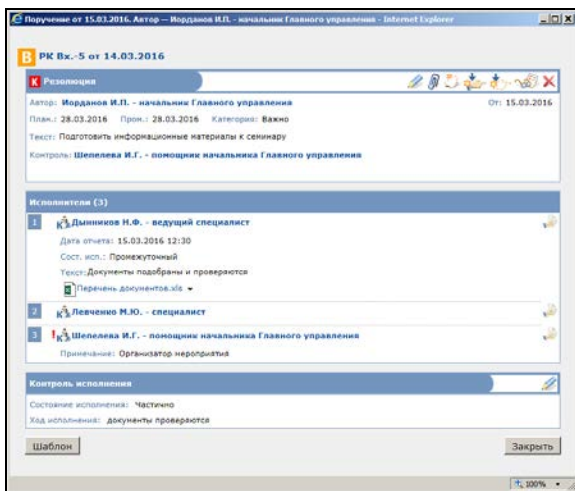 Поручение от 15.03.2016. Автор — Иорданов И.П. - начальник Главного управления - Internet Explorer
В РК Вх.-5 от 14.03.2016
К Резолюция
Автор: Иорданов И.П. - начальник Главного управления От: 15.03.2016
План.: 28.03.2016 Пром.: 28.03.2016 Категория: Важно
Текст: Подготовить информационные материалы к семинару
Контроль: Шепелева И.Г. - помощник начальника Главного управления
Исполнители (3)
1 Дынников Н.Ф. - ведущий специалист
Дата отчета: 15.03.2016 12:30
Сост. исп.: Промежуточный
Текст: Документы подобраны и проверяются
Перечень документов.xls
2 Левченко М.Ю. - специалист
3 ! Шепелева И.Г. - помощник начальника Главного управления
Примечание: Организатор мероприятия
Контроль исполнения
Состояние исполнения: Частично
Ход исполнения: документы проверяются
Шаблон Закрыть
100%